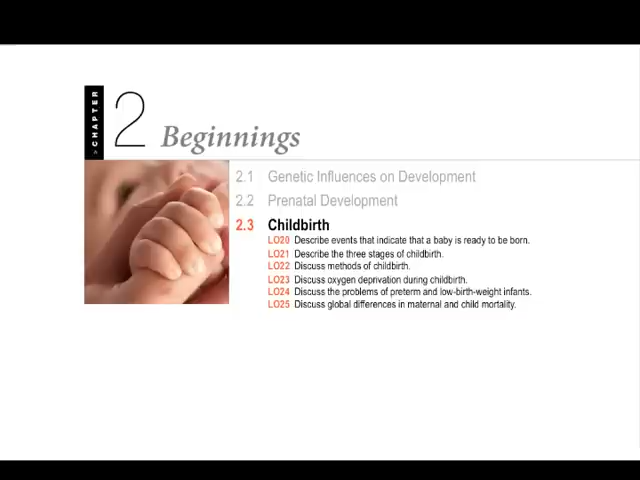 > CHAPTER
2 Beginnings
2.1 Genetic Influences on Development
2.2 Prenatal Development
2.3 Childbirth
LO20 Describe events that indicate that a baby is ready to be born.
LO21 Describe the three stages of childbirth.
LO22 Discuss methods of childbirth.
LO23 Discuss oxygen deprivation during childbirth.
LO24 Discuss the problems of preterm and low-birth-weight infants.
LO25 Discuss global differences in maternal and child mortality.